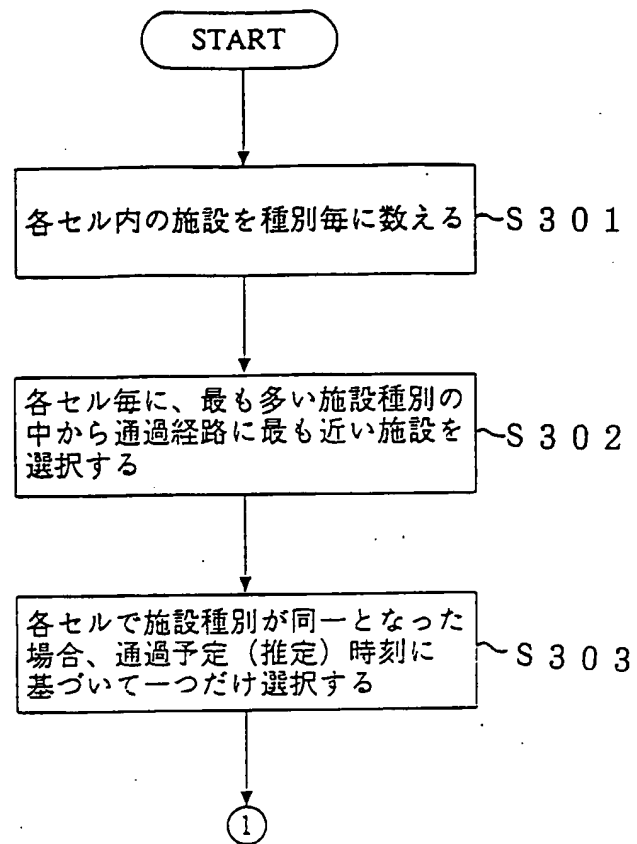 START
各セル内の施設を種別毎に数える
~S301
各セル毎に、最も多い施設種別の
中から通過経路に最も近い施設を
選択する
~S302
各セルで施設種別が同一となった
場合、通過予定（推定）時刻に
基づいて一つだけ選択する
~S303
1